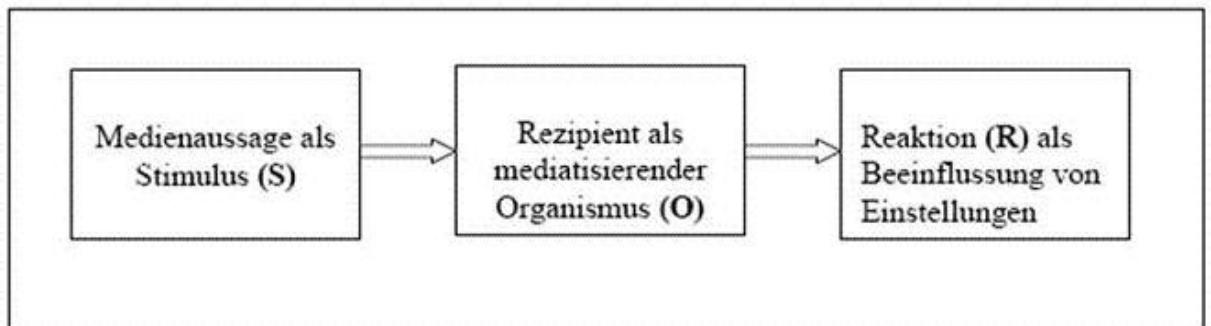 Medienaussage als
Stimulus (S)
Rezipient als
mediatisierender
Organismus (O)
Reaktion (R) als
Beeinflussung von
Einstellungen